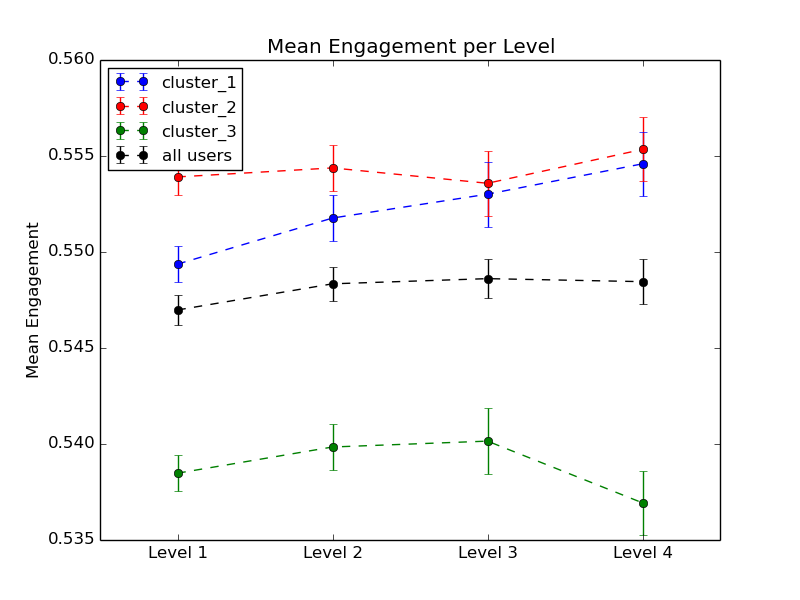 Mean Engagement per Level
0.560
0.555
0.550
0.545
0.540
0.535
Mean Engagement
cluster_1
cluster_2
cluster_3
all users
Level 1
Level 2
Level 3
Level 4